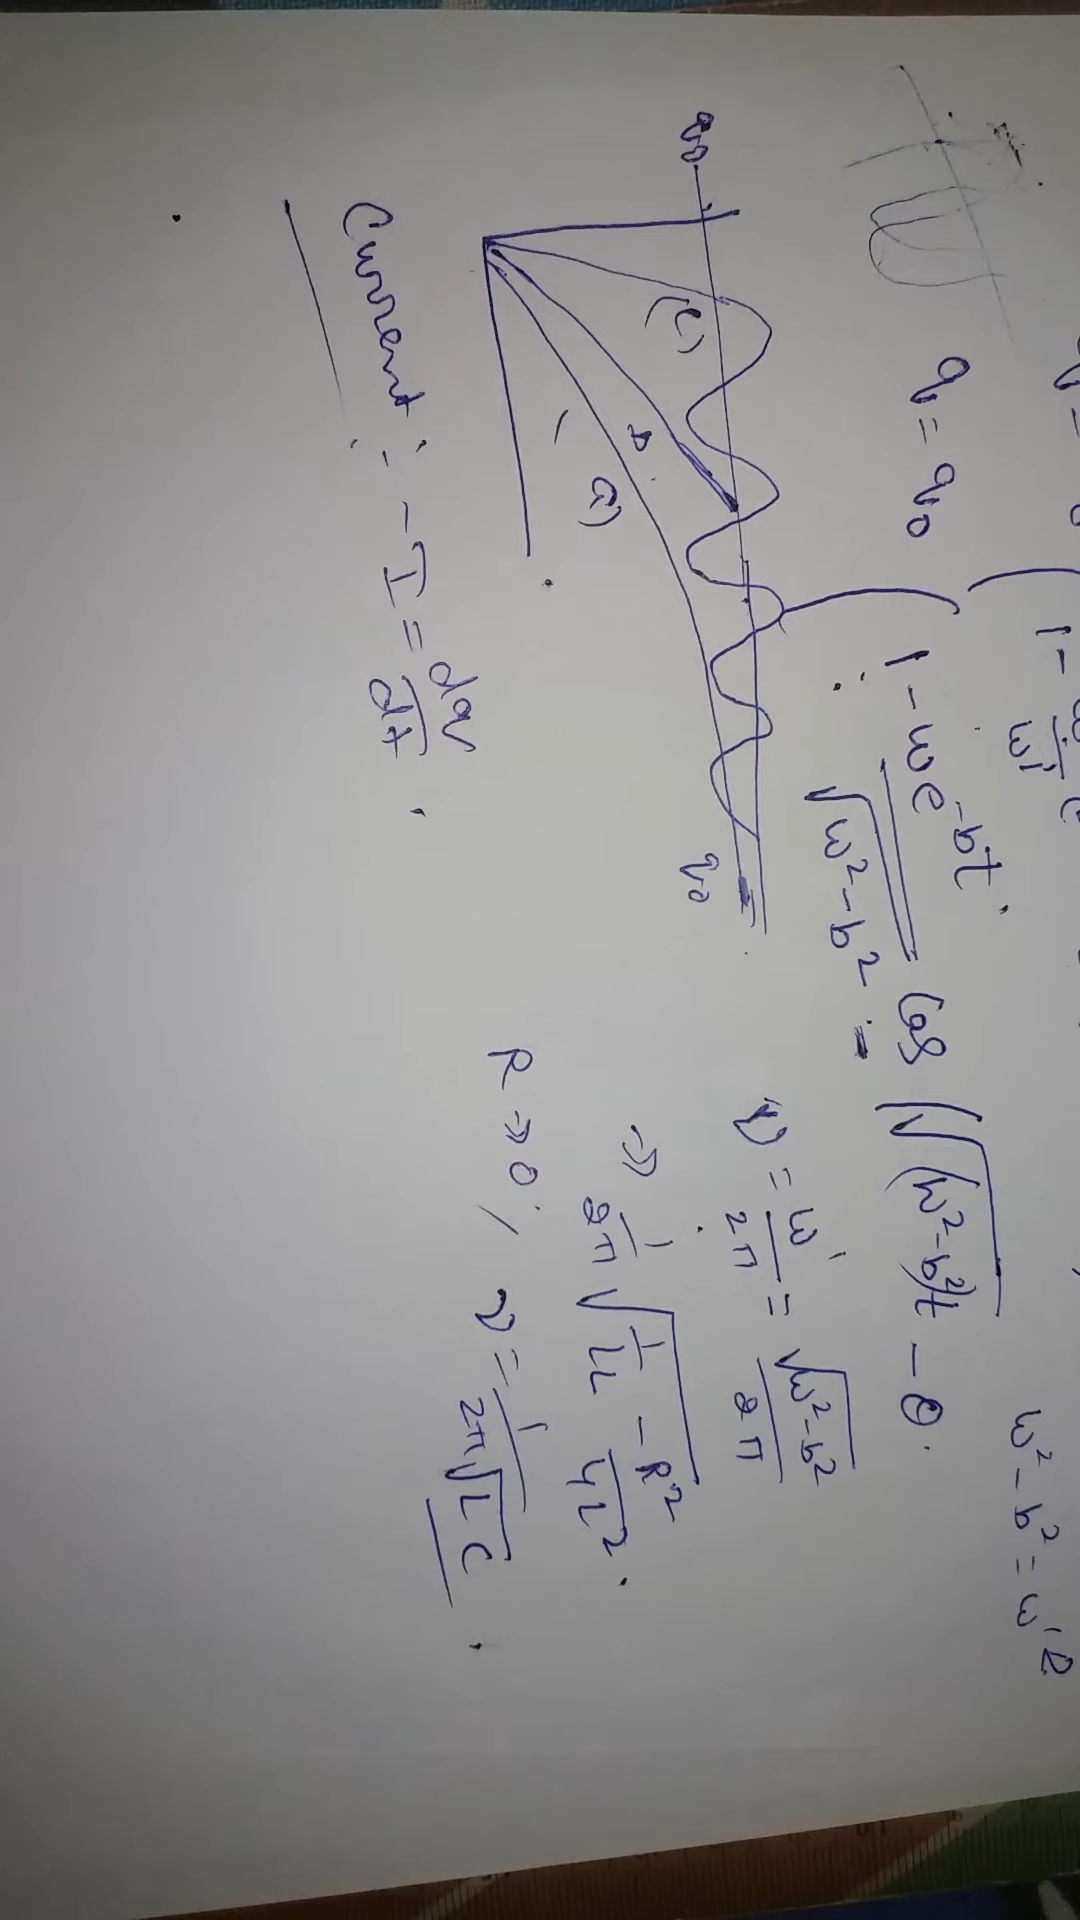 1 - ω
ω'
ω² - b² = ω'²
q = q₀ ( 1 - ωe^-bt / √ω² - b² Cos (√(ω² - b²)t - θ.
q₀
(C)
b
(a)
q₀
ν = ω' / 2π = √ω² - b² / 2π
⇒ 1 / 2π √ 1 / LC - R² / 4L² .
R → 0 , ν = 1 / 2π√LC .
Current :- I = dq / dt .